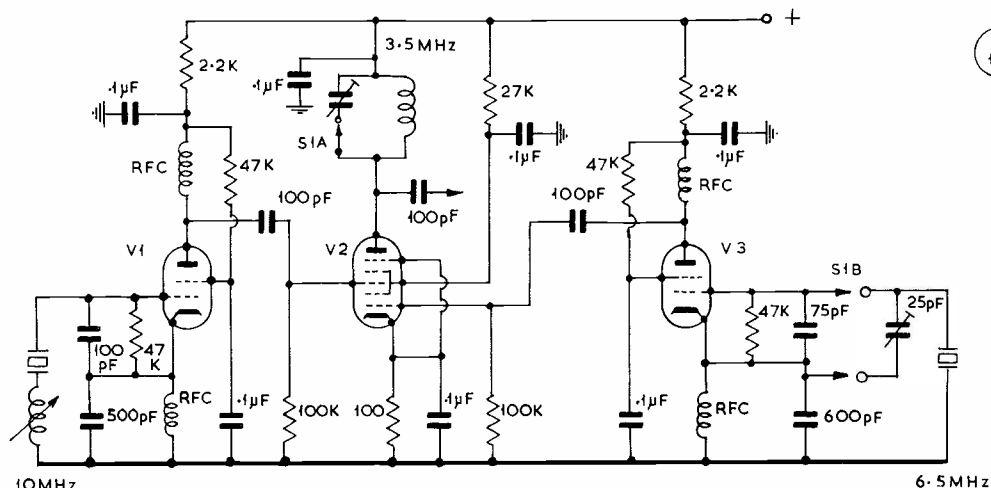 +
3·5MHz
2·2K
·1µF
·1µF
S1A
27K
·1µF
2·2K
·1µF
RFC
47K
47K
RFC
100pF
100pF
100pF
V1
V2
V3
S1B
100
pF
47
K
47K
75pF
25pF
500pF
RFC
·1µF
100K
100
·1µF
100K
·1µF
RFC
600pF
10MHz
6·5MHz